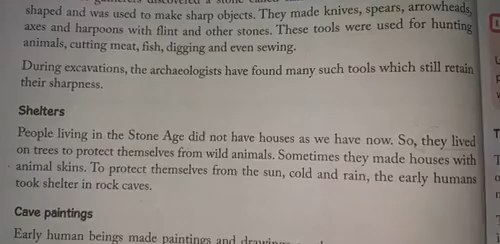 discovered a stone called
shaped and was used to make sharp objects. They made knives, spears, arrowheads,
axes and harpoons with flint and other stones. These tools were used for hunting
animals, cutting meat, fish, digging and even sewing.
During excavations, the archaeologists have found many such tools which still retain
their sharpness.
Shelters
People living in the Stone Age did not have houses as we have now. So, they lived
on trees to protect themselves from wild animals. Sometimes they made houses with
animal skins. To protect themselves from the sun, cold and rain, the early humans
took shelter in rock caves.
Cave paintings
Early human beings made paintings and drawings